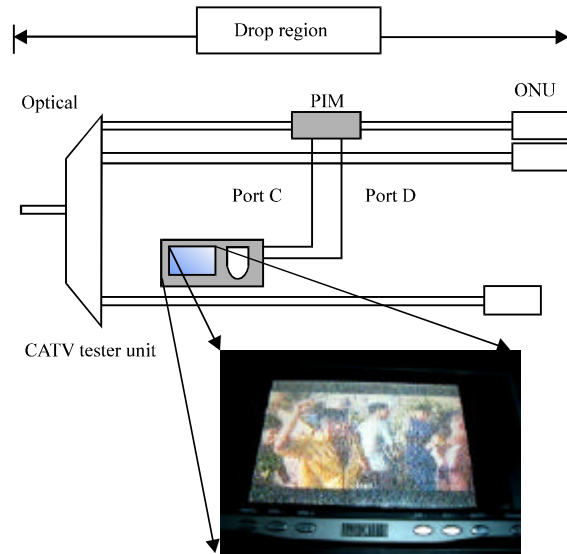 Drop region
Optical
PIM
ONU
Port C
Port D
CATV tester unit